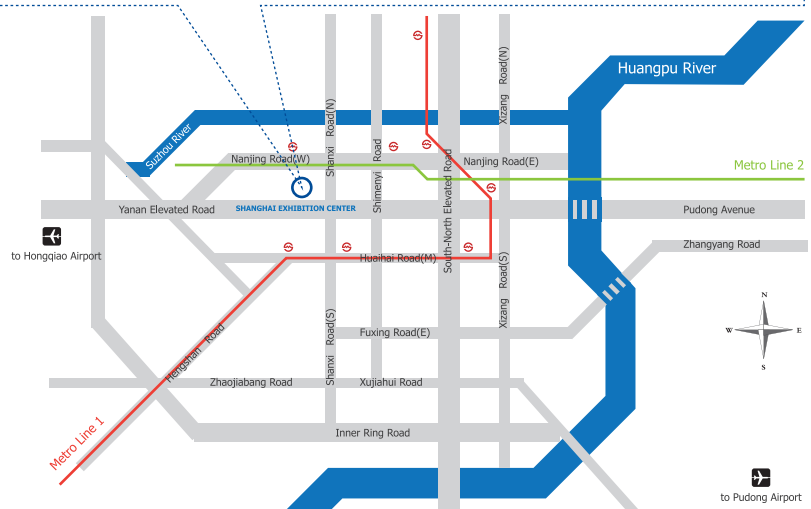 Huangpu River
Shanxi Road(N)
Xizang Road(N)
Suzhou River
Shimenyi Road
Nanjing Road(W)
Nanjing Road(E)
Metro Line 2
South-North Elevated Road
Yanan Elevated Road
SHANGHAI EXHIBITION CENTER
Pudong Avenue
to Hongqiao Airport
Huaihai Road(M)
Zhangyang Road
Xizang Road(S)
Shanxi Road(S)
Fuxing Road(E)
Hengshan Road
Zhaojiabang Road
Xujiahui Road
Inner Ring Road
Metro Line 1
N
W
E
S
to Pudong Airport